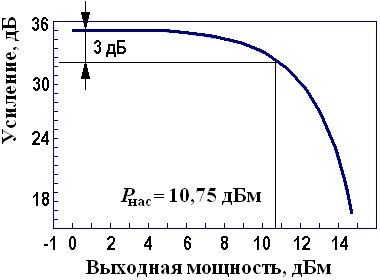 Усиление, дБ
36
30
24
18
3 дБ
Pнас = 10,75 дБм
-1 0 2 4 6 8 10 12 14
Выходная мощность, дБм